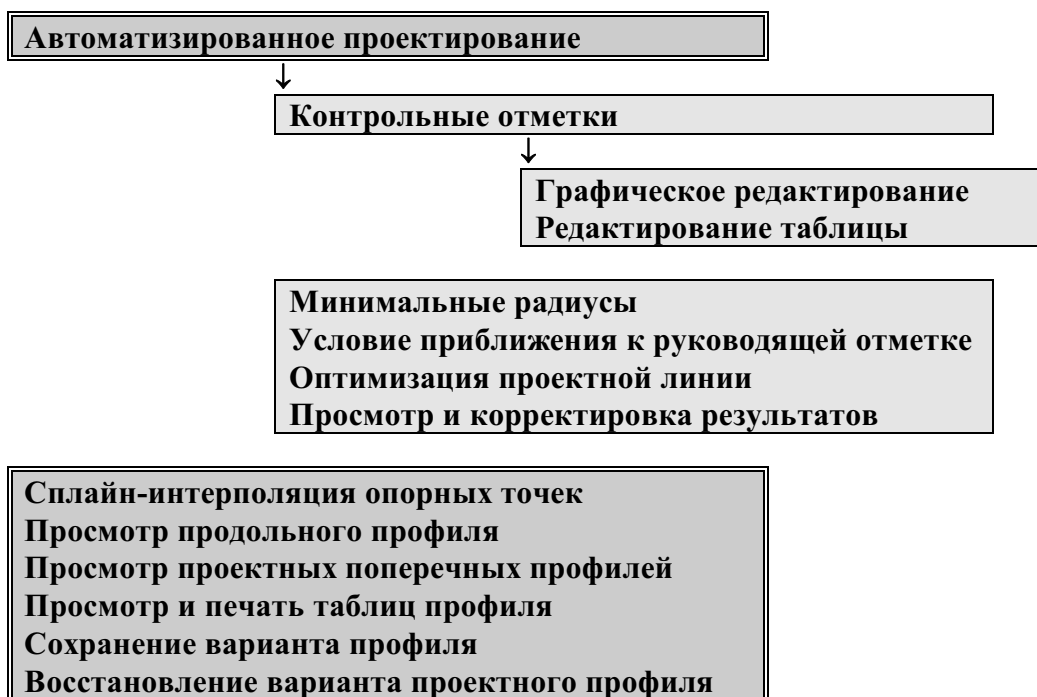 Автоматизированное проектирование
↓
Контрольные отметки
↓
Графическое редактирование
Редактирование таблицы
Минимальные радиусы
Условие приближения к руководящей отметке
Оптимизация проектной линии
Просмотр и корректировка результатов
Сплайн-интерполяция опорных точек
Просмотр продольного профиля
Просмотр проектных поперечных профилей
Просмотр и печать таблиц профиля
Сохранение варианта профиля
Восстановление варианта проектного профиля